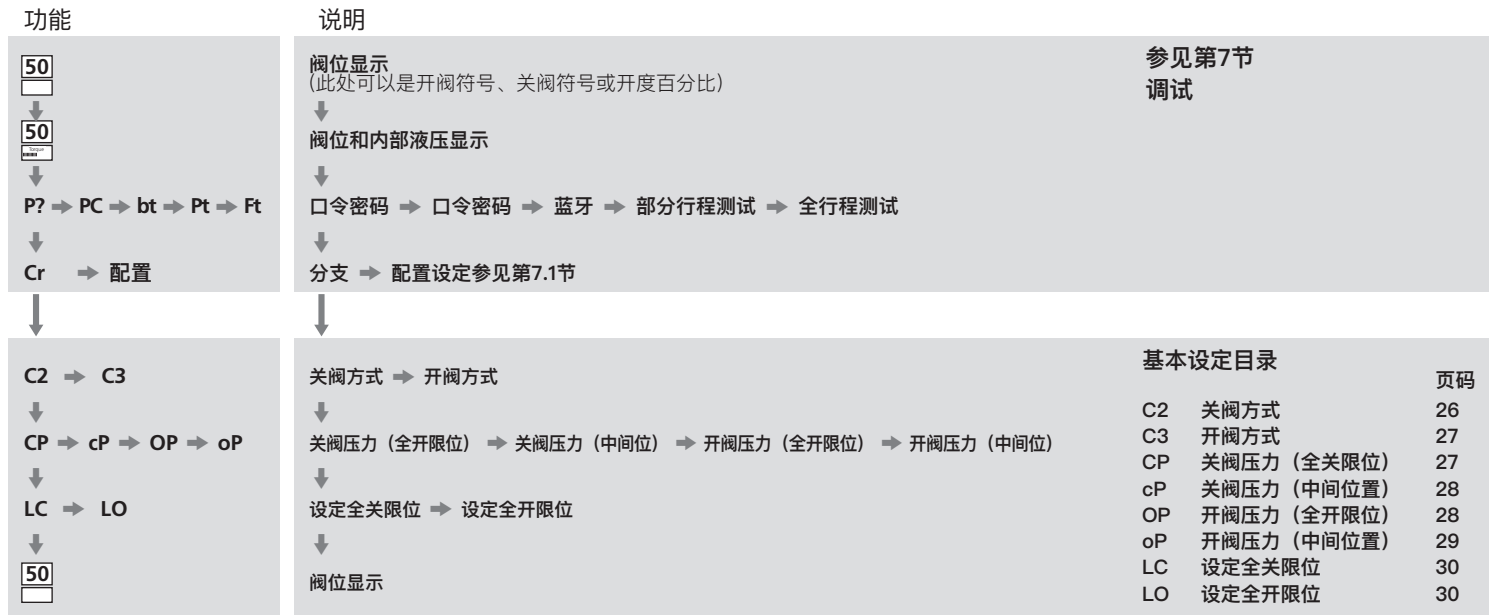 功能
说明
50
50
Torque
P? ➡ PC ➡ bt ➡ Pt ➡ Ft
Cr ➡ 配置
阀位显示
(此处可以是开阀符号、关阀符号或开度百分比)
阀位和内部液压显示
口令密码 ➡ 口令密码 ➡ 蓝牙 ➡ 部分行程测试 ➡ 全行程测试
分支 ➡ 配置设定参见第7.1节
参见第7节
调试
C2 ➡ C3
CP ➡ cP ➡ OP ➡ oP
LC ➡ LO
50
关阀方式 ➡ 开阀方式
关阀压力（全开限位） ➡ 关阀压力（中间位） ➡ 开阀压力（全开限位） ➡ 开阀压力（中间位）
设定全关限位 ➡ 设定全开限位
阀位显示
基本设定目录
页码
C2 关阀方式 26
C3 开阀方式 27
CP 关阀压力（全关限位） 27
cP 关阀压力（中间位置） 28
OP 开阀压力（全开限位） 28
oP 开阀压力（中间位置） 29
LC 设定全关限位 30
LO 设定全开限位 30